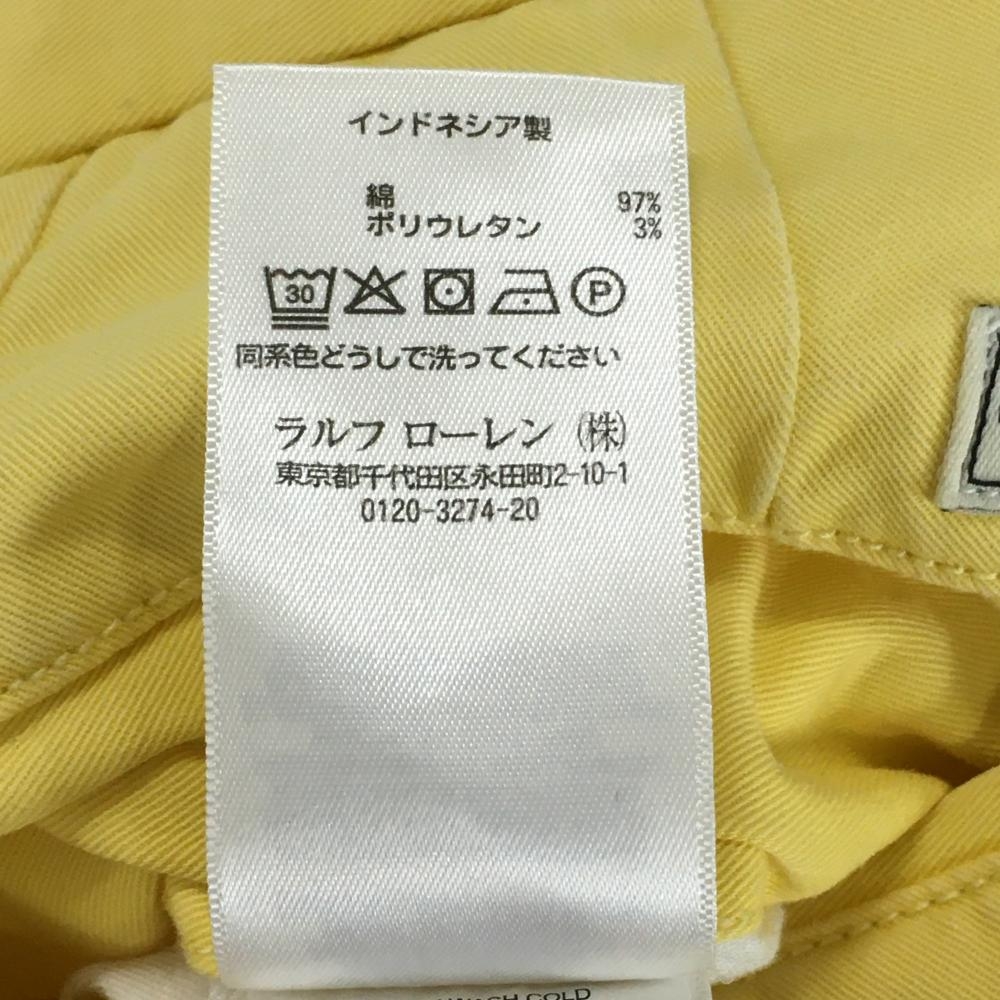 インドネシア製
綿 97%
ポリウレタン 3%
30 P
同系色どうしで洗ってください
ラルフ ローレン (株)
東京都千代田区永田町2-10-1
0120-3274-20
WASH COLD